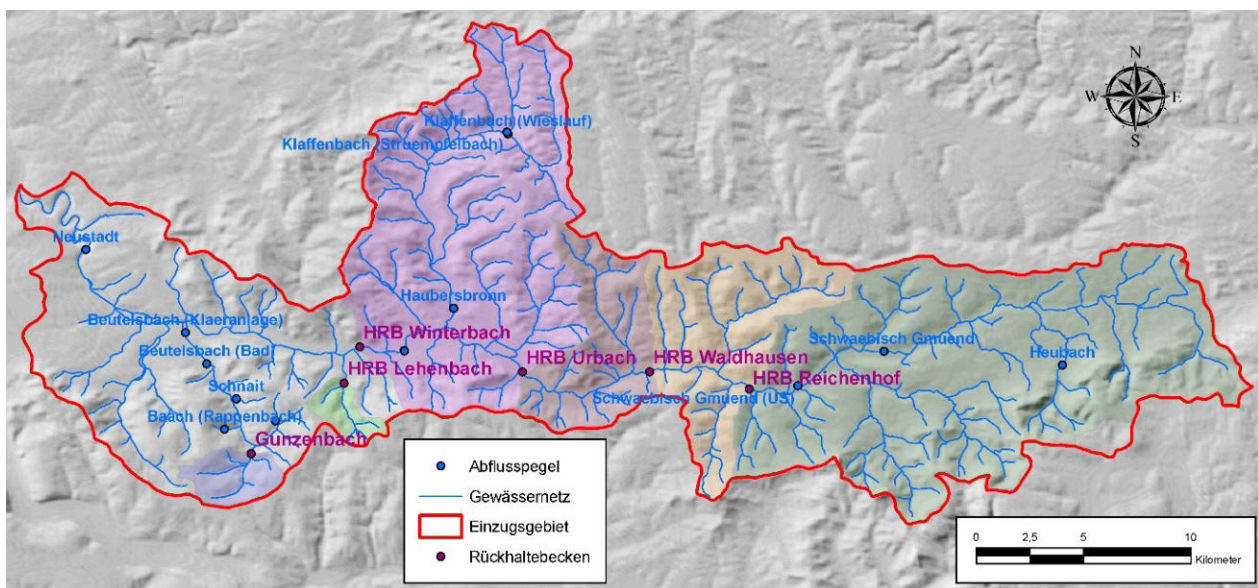 N
W E
S
Klaffenbach (Wieslauf)
Klaffenbach (Struempfelbach)
Neustadt
Haubersbronn
Beutelsbach (Klaeranlage)
HRB Winterbach
Schwaebisch Gmuend
Beutelsbach (Bad)
HRB Lehenbach
HRB Urbach
HRB Waldhausen
Heubach
Schnait
HRB Reichenhof
Schwaebisch Gmuend (US)
Baach (Rappenbach)
Gunzenbach
Abflusspegel
Gewässernetz
Einzugsgebiet
Rückhaltebecken
0 2,5 5 10
Kilometer